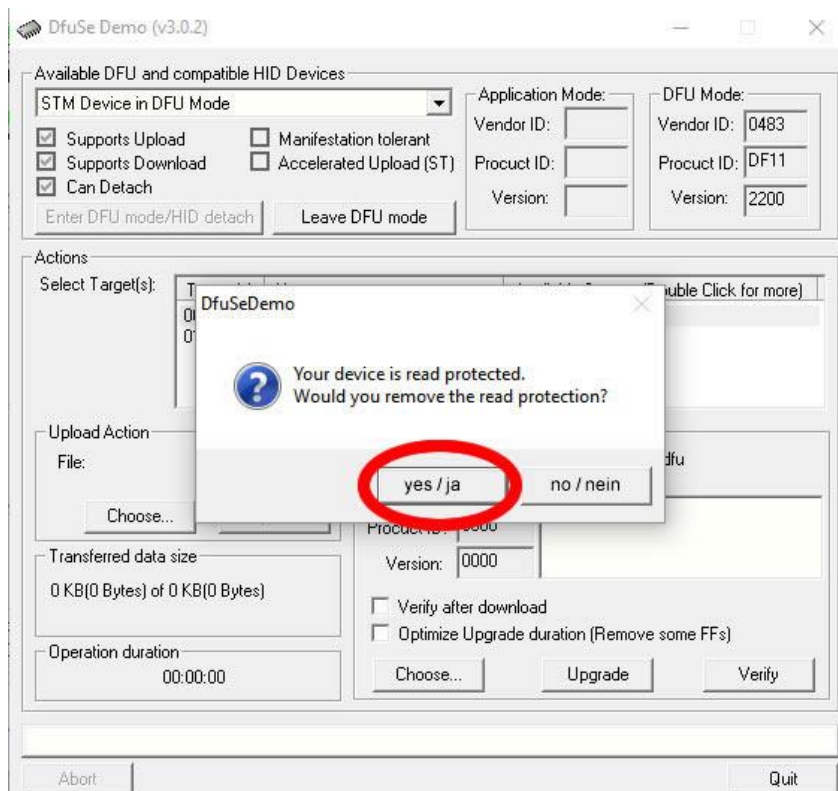 DfuSe Demo (v3.0.2)
Available DFU and compatible HID Devices
STM Device in DFU Mode
Supports Upload
Manifestation tolerant
Supports Download
Accelerated Upload (ST)
Can Detach
Enter DFU mode/HID detach
Leave DFU mode
Application Mode:
Vendor ID:
Procuct ID:
Version:
DFU Mode:
Vendor ID: 0483
Procuct ID: DF11
Version: 2200
Actions
Select Target(s):
Double Click for more)
DfuSeDemo
Your device is read protected.
Would you remove the read protection?
yes / ja
no / nein
Upload Action
File:
Choose...
Transferred data size
0 KB(0 Bytes) of 0 KB(0 Bytes)
Operation duration
00:00:00
dfu
Procuct ID: 0000
Version: 0000
Verify after download
Optimize Upgrade duration (Remove some FFs)
Choose...
Upgrade
Verify
Abort
Quit